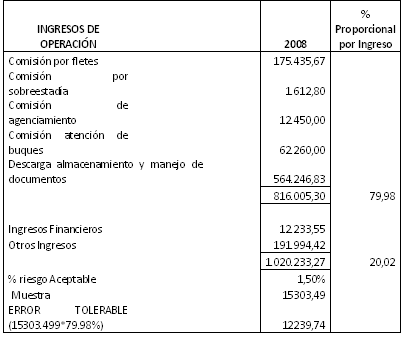 %
INGRESOS DE Proporcional
OPERACIÓN 2008 por Ingreso
Comisión por fletes 175.435,67
Comisión por
sobreestadía 1.612,80
Comisión de
agenciamiento 12.450,00
Comisión atención de
buques 62.260,00
Descarga almacenamiento y manejo de
documentos 564.246,83
816.005,30 79,98
Ingresos Financieros 12.233,55
Otros Ingresos 191.994,42
1.020.233,27 20,02
% riesgo Aceptable 1,50%
Muestra 15303,49
ERROR TOLERABLE
(15303.499*79.98%) 12239,74